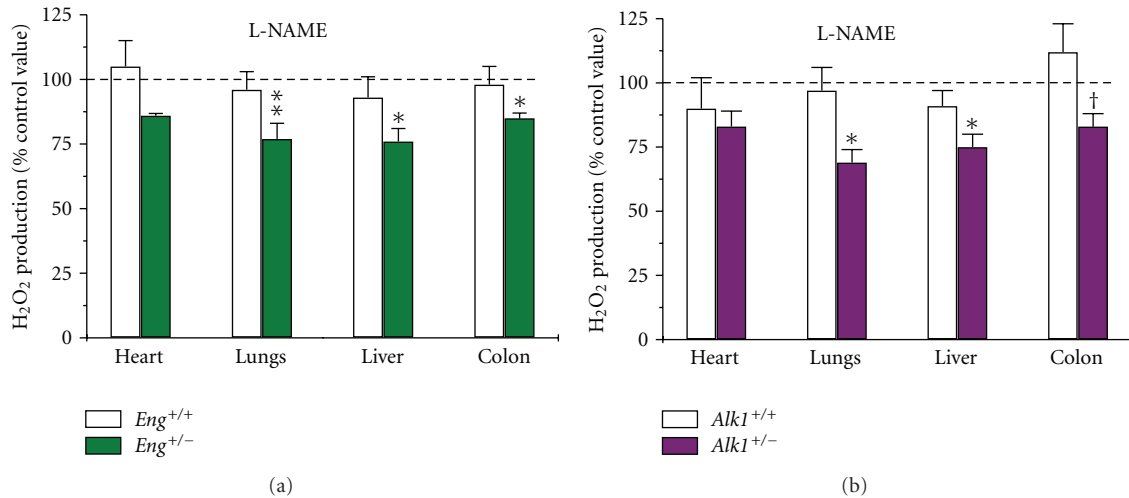 125
100
75
50
25
0
H₂O₂ production (% control value)
L-NAME
**
*
*
Heart Lungs Liver Colon
Eng+/+
Eng+/−
(a)
125
100
75
50
25
0
H₂O₂ production (% control value)
L-NAME
*
*
†
Heart Lungs Liver Colon
Alk1+/+
Alk1+/−
(b)